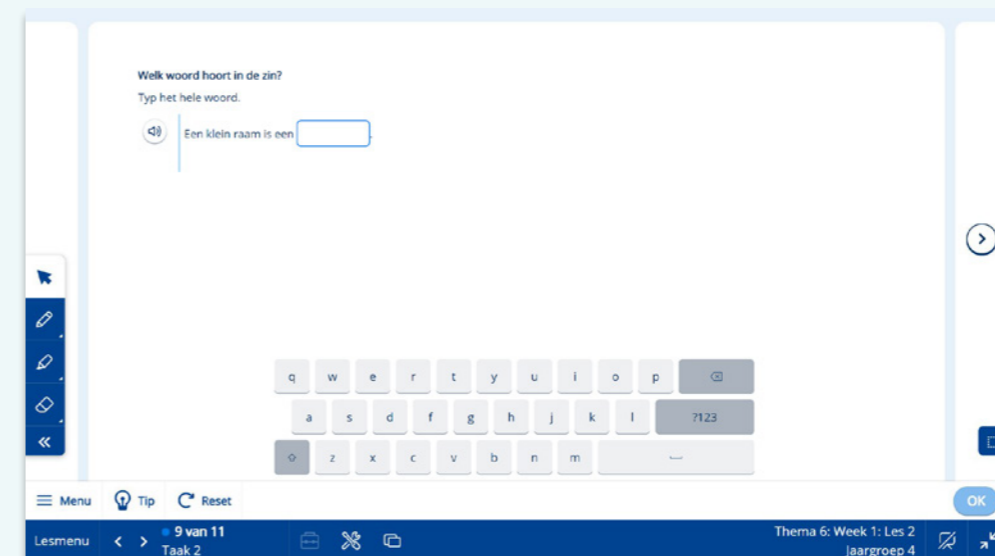 Welk woord hoort in de zin?
Typ het hele woord.
Een klein raam is een .
q w e r t y u i o p
a s d f g h j k l ?123
z x c v b n m
Menu Tip Reset OK
Lesmenu 9 van 11 Thema 6: Week 1: Les 2
Taak 2 Jaargroep 4